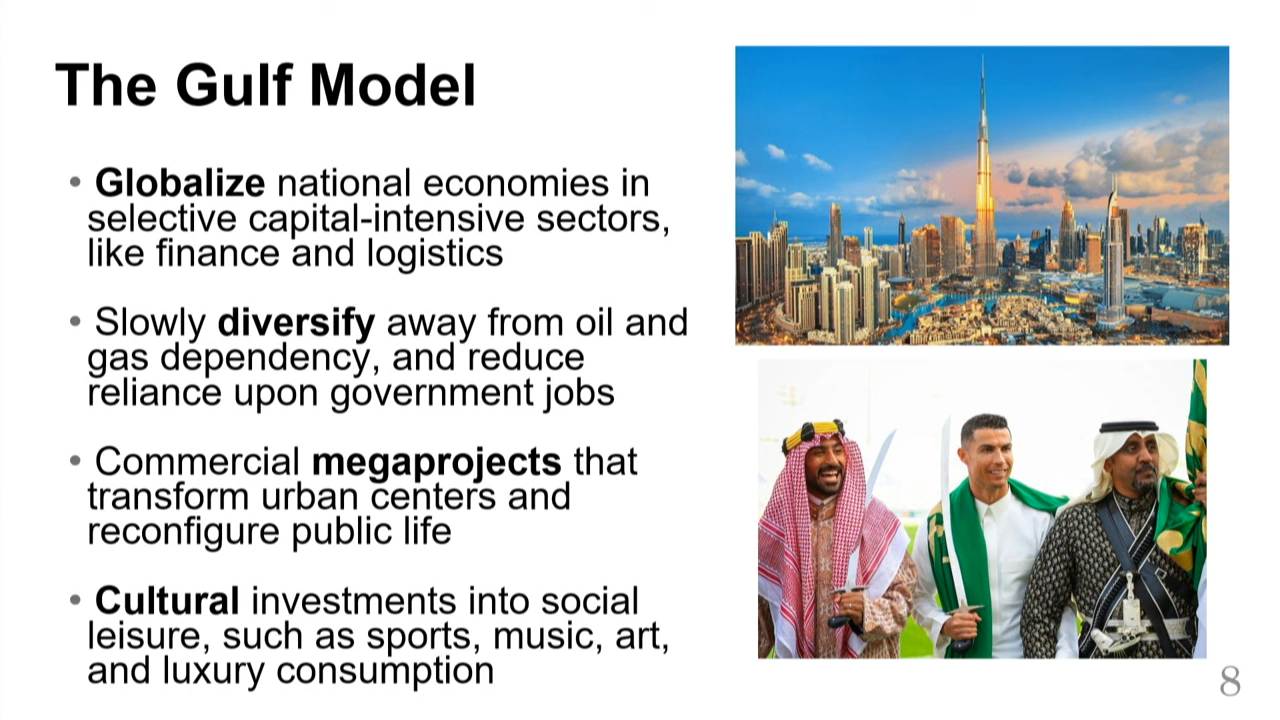 The Gulf Model
• Globalize national economies in
selective capital-intensive sectors,
like finance and logistics
• Slowly diversify away from oil and
gas dependency, and reduce
reliance upon government jobs
• Commercial megaprojects that
transform urban centers and
reconfigure public life
• Cultural investments into social
leisure, such as sports, music, art,
and luxury consumption
8